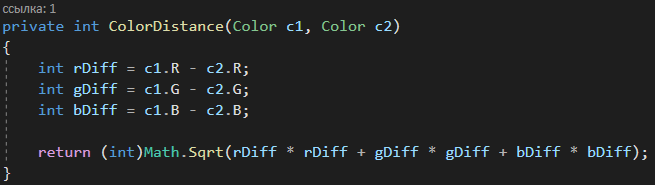 ссылка: 1
private int ColorDistance(Color c1, Color c2)
{
    int rDiff = c1.R - c2.R;
    int gDiff = c1.G - c2.G;
    int bDiff = c1.B - c2.B;

    return (int)Math.Sqrt(rDiff * rDiff + gDiff * gDiff + bDiff * bDiff);
}